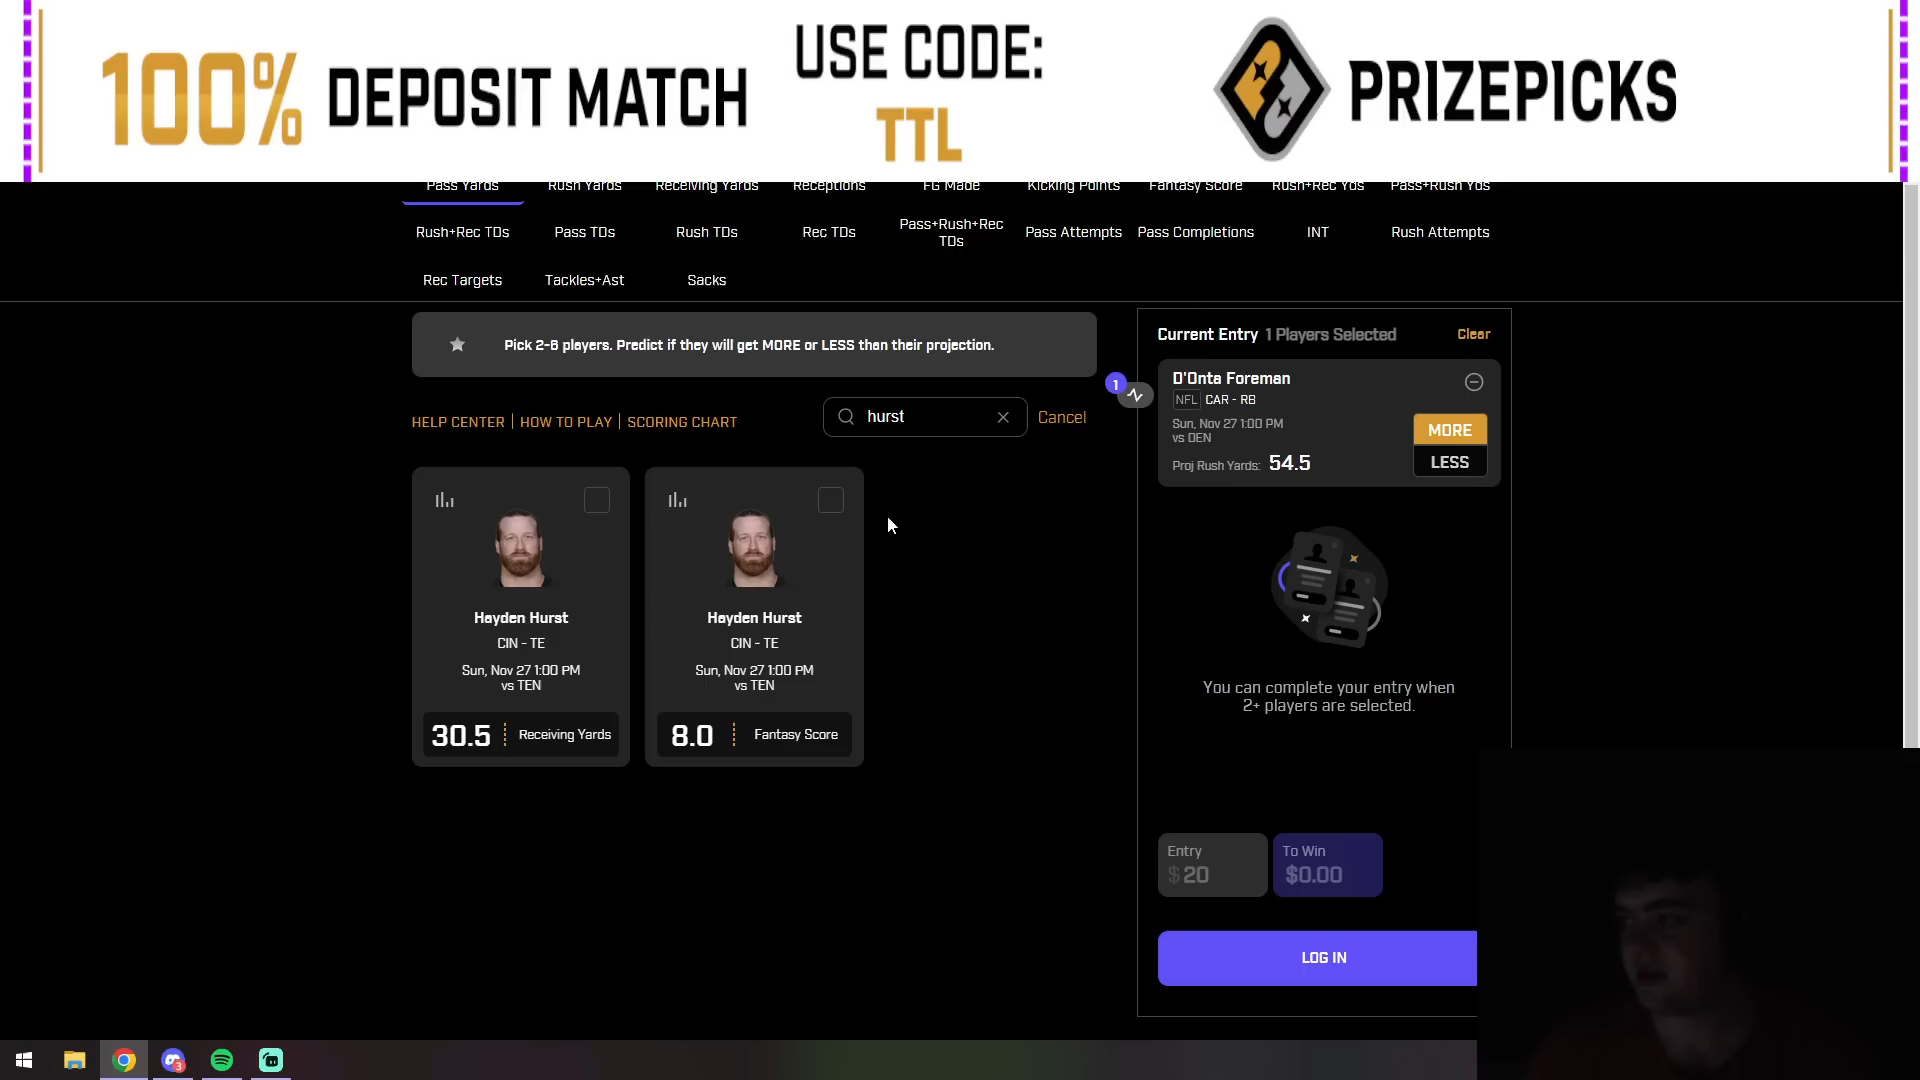 100% DEPOSIT MATCH
USE CODE:
TTL
PRIZEPICKS
Pass Yards Rush Yards Receiving Yards Receptions FG Made Kicking Points Fantasy Score Rush+Rec Yds Pass+Rush Yds
Rush+Rec TDs Pass TDs Rush TDs Rec TDs Pass+Rush+Rec TDs Pass Attempts Pass Completions INT Rush Attempts
Rec Targets Tackles+Ast Sacks
Pick 2-6 players. Predict if they will get MORE or LESS than their projection.
HELP CENTER | HOW TO PLAY | SCORING CHART
hurst
Cancel
Hayden Hurst
CIN - TE
Sun, Nov 27 1:00 PM
vs TEN
30.5 Receiving Yards
Hayden Hurst
CIN - TE
Sun, Nov 27 1:00 PM
vs TEN
8.0 Fantasy Score
1
Current Entry 1 Players Selected Clear
D'Onta Foreman
NFL CAR - RB
Sun, Nov 27 1:00 PM
vs DEN
Proj Rush Yards: 54.5
MORE
LESS
You can complete your entry when
2+ players are selected.
Entry
$ 20
To Win
$0.00
LOG IN
3